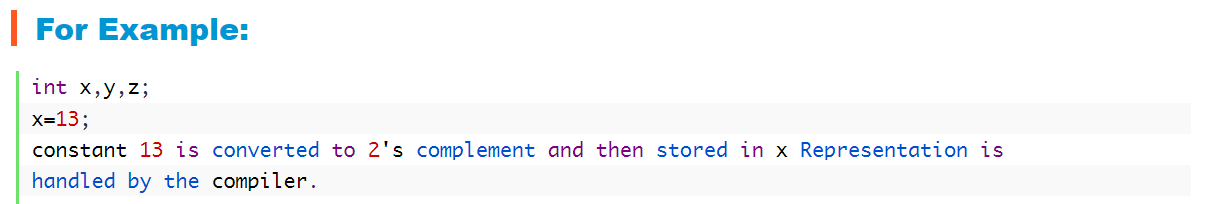 For Example:
int x,y,z;
x=13;
constant 13 is converted to 2's complement and then stored in x Representation is
handled by the compiler.